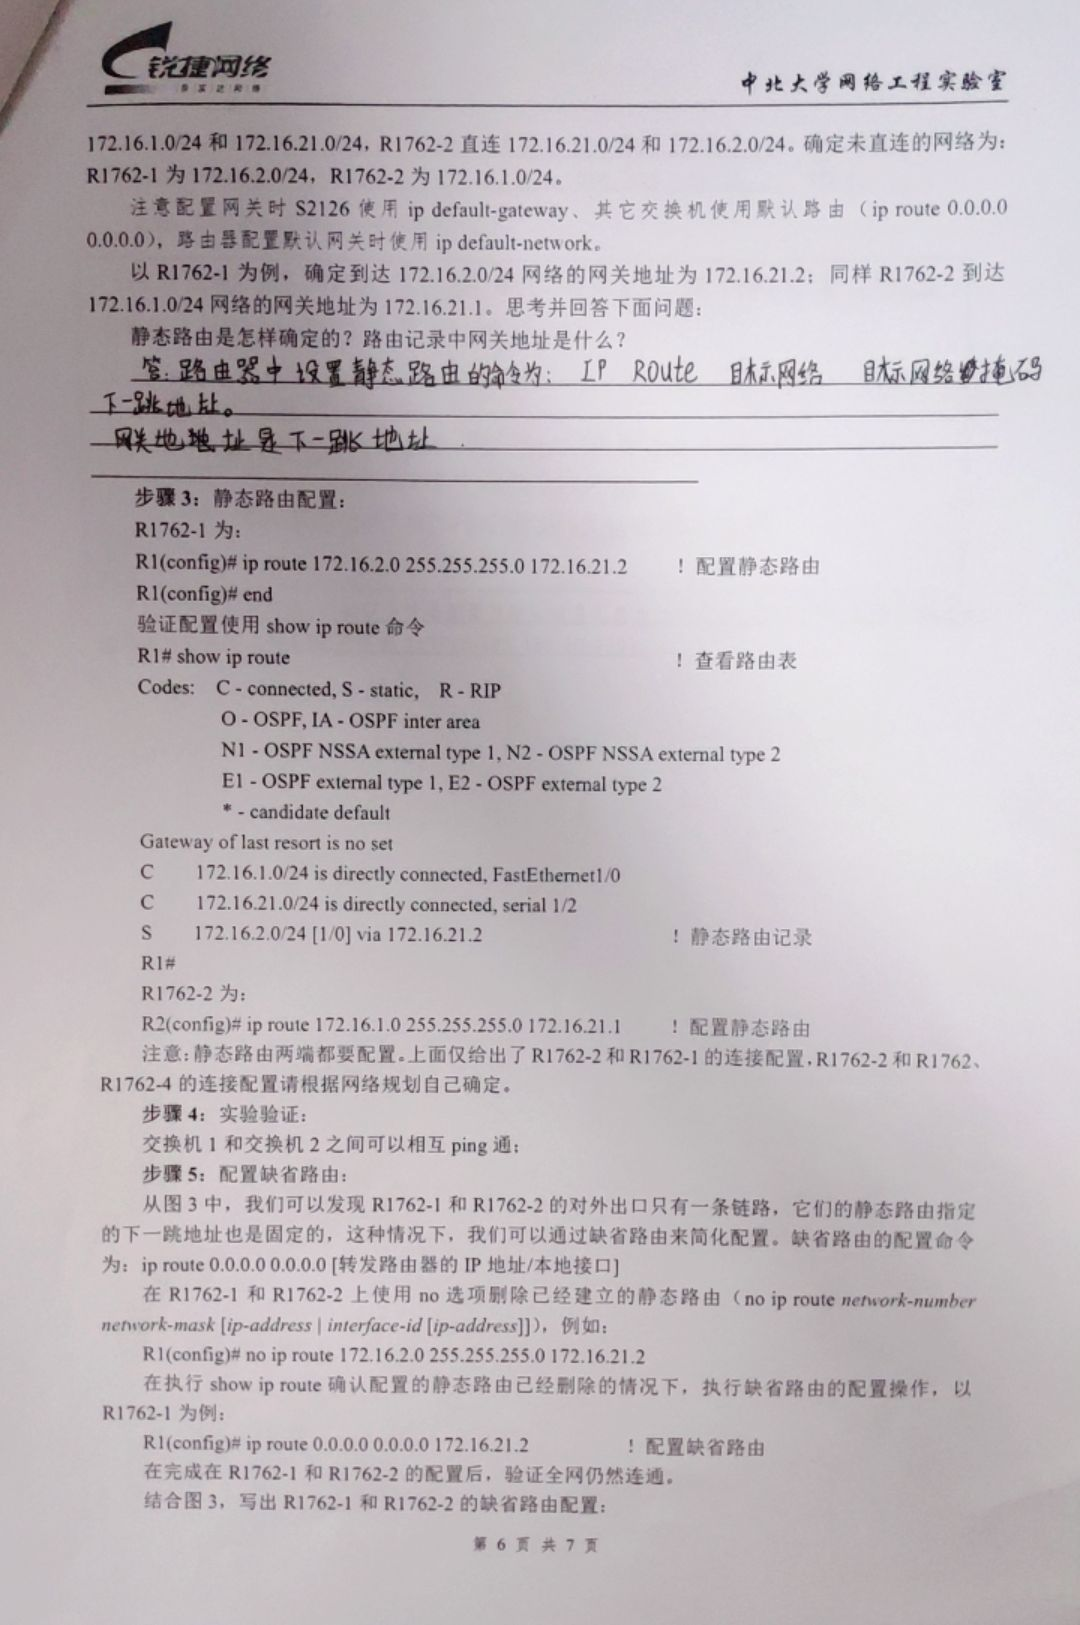 锐捷网络
中北大学网络工程实验室
172.16.1.0/24 和 172.16.21.0/24，R1762-2 直连 172.16.21.0/24 和 172.16.2.0/24。确定未直连的网络为：
R1762-1 为 172.16.2.0/24，R1762-2 为 172.16.1.0/24。
注意配置网关时 S2126 使用 ip default-gateway、其它交换机使用默认路由（ip route 0.0.0.0
0.0.0.0），路由器配置默认网关时使用 ip default-network。
以 R1762-1 为例，确定到达 172.16.2.0/24 网络的网关地址为 172.16.21.2；同样 R1762-2 到达
172.16.1.0/24 网络的网关地址为 172.16.21.1。思考并回答下面问题：
静态路由是怎样确定的？路由记录中网关地址是什么？
答：路由器中设置静态路由的命令为： IP Route 目标网络 目标网络掩码
下一跳地址。
网关地址是下一跳地址
步骤 3：静态路由配置：
R1762-1 为：
R1(config)# ip route 172.16.2.0 255.255.255.0 172.16.21.2 ！配置静态路由
R1(config)# end
验证配置使用 show ip route 命令
R1# show ip route ！查看路由表
Codes: C - connected, S - static, R - RIP
O - OSPF, IA - OSPF inter area
N1 - OSPF NSSA external type 1, N2 - OSPF NSSA external type 2
E1 - OSPF external type 1, E2 - OSPF external type 2
* - candidate default
Gateway of last resort is no set
C 172.16.1.0/24 is directly connected, FastEthernet1/0
C 172.16.21.0/24 is directly connected, serial 1/2
S 172.16.2.0/24 [1/0] via 172.16.21.2 ！静态路由记录
R1#
R1762-2 为：
R2(config)# ip route 172.16.1.0 255.255.255.0 172.16.21.1 ！配置静态路由
注意：静态路由两端都要配置。上面仅给出了 R1762-2 和 R1762-1 的连接配置，R1762-2 和 R1762、
R1762-4 的连接配置请根据网络规划自己确定。
步骤 4：实验验证：
交换机 1 和交换机 2 之间可以相互 ping 通；
步骤 5：配置缺省路由：
从图 3 中，我们可以发现 R1762-1 和 R1762-2 的对外出口只有一条链路，它们的静态路由指定
的下一跳地址也是固定的，这种情况下，我们可以通过缺省路由来简化配置。缺省路由的配置命令
为：ip route 0.0.0.0 0.0.0.0 [转发路由器的 IP 地址/本地接口]
在 R1762-1 和 R1762-2 上使用 no 选项删除已经建立的静态路由（no ip route network-number
network-mask [ip-address | interface-id [ip-address]]），例如：
R1(config)# no ip route 172.16.2.0 255.255.255.0 172.16.21.2
在执行 show ip route 确认配置的静态路由已经删除的情况下，执行缺省路由的配置操作，以
R1762-1 为例：
R1(config)# ip route 0.0.0.0 0.0.0.0 172.16.21.2 ！配置缺省路由
在完成在 R1762-1 和 R1762-2 的配置后，验证全网仍然连通。
结合图 3，写出 R1762-1 和 R1762-2 的缺省路由配置：
第 6 页 共 7 页